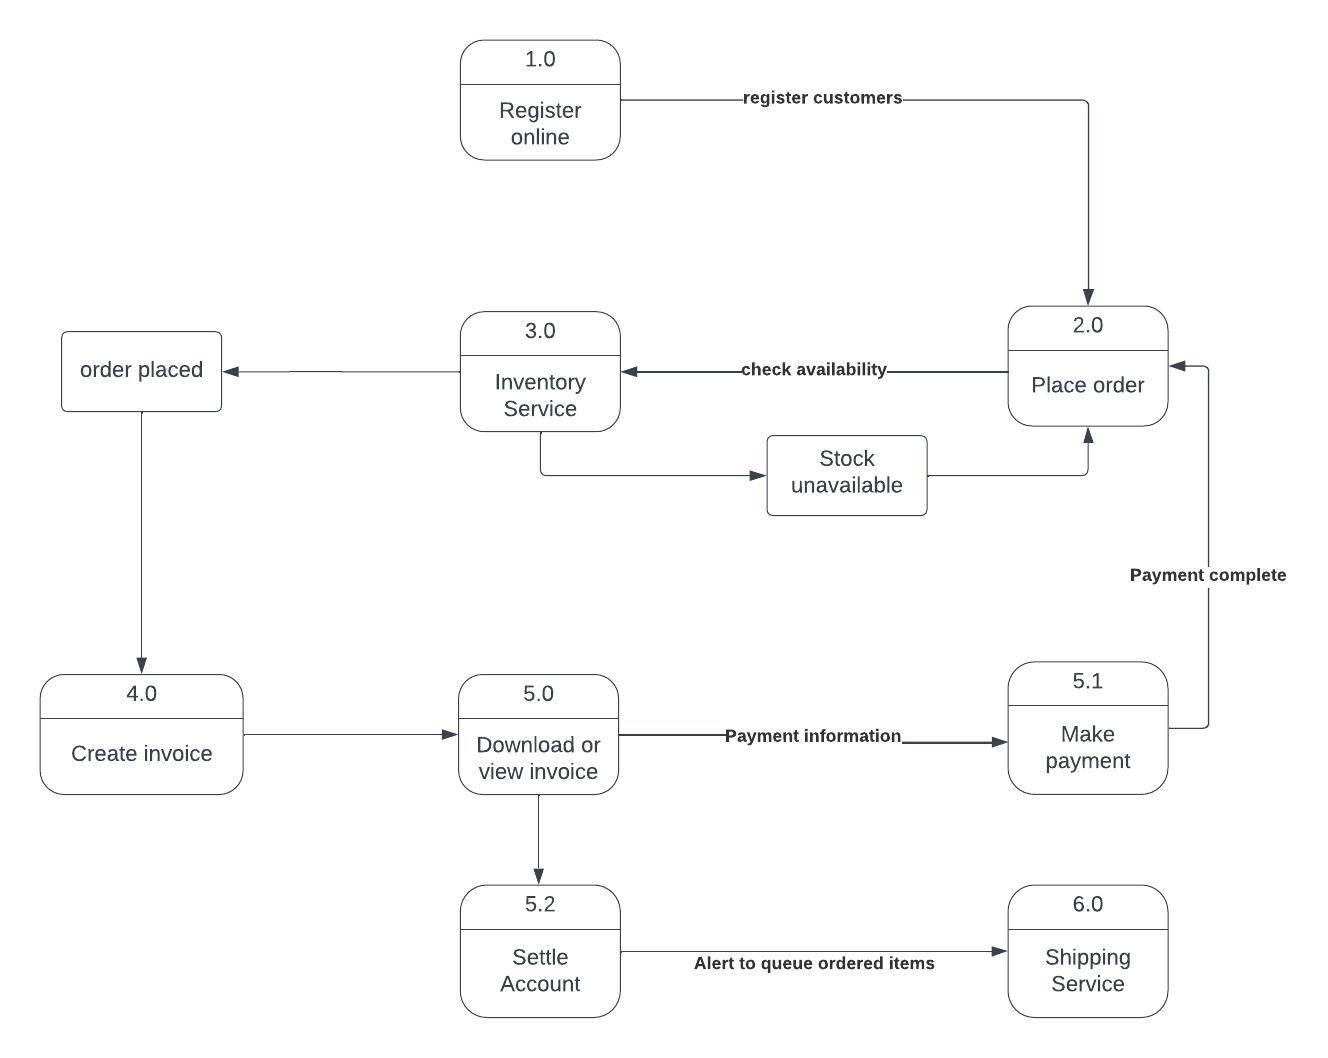 1.0
Register
online
register customers
2.0
Place order
3.0
Inventory
Service
check availability
order placed
Stock
unavailable
Payment complete
4.0
Create invoice
5.0
Download or
view invoice
Payment information
5.1
Make
payment
5.2
Settle
Account
Alert to queue ordered items
6.0
Shipping
Service